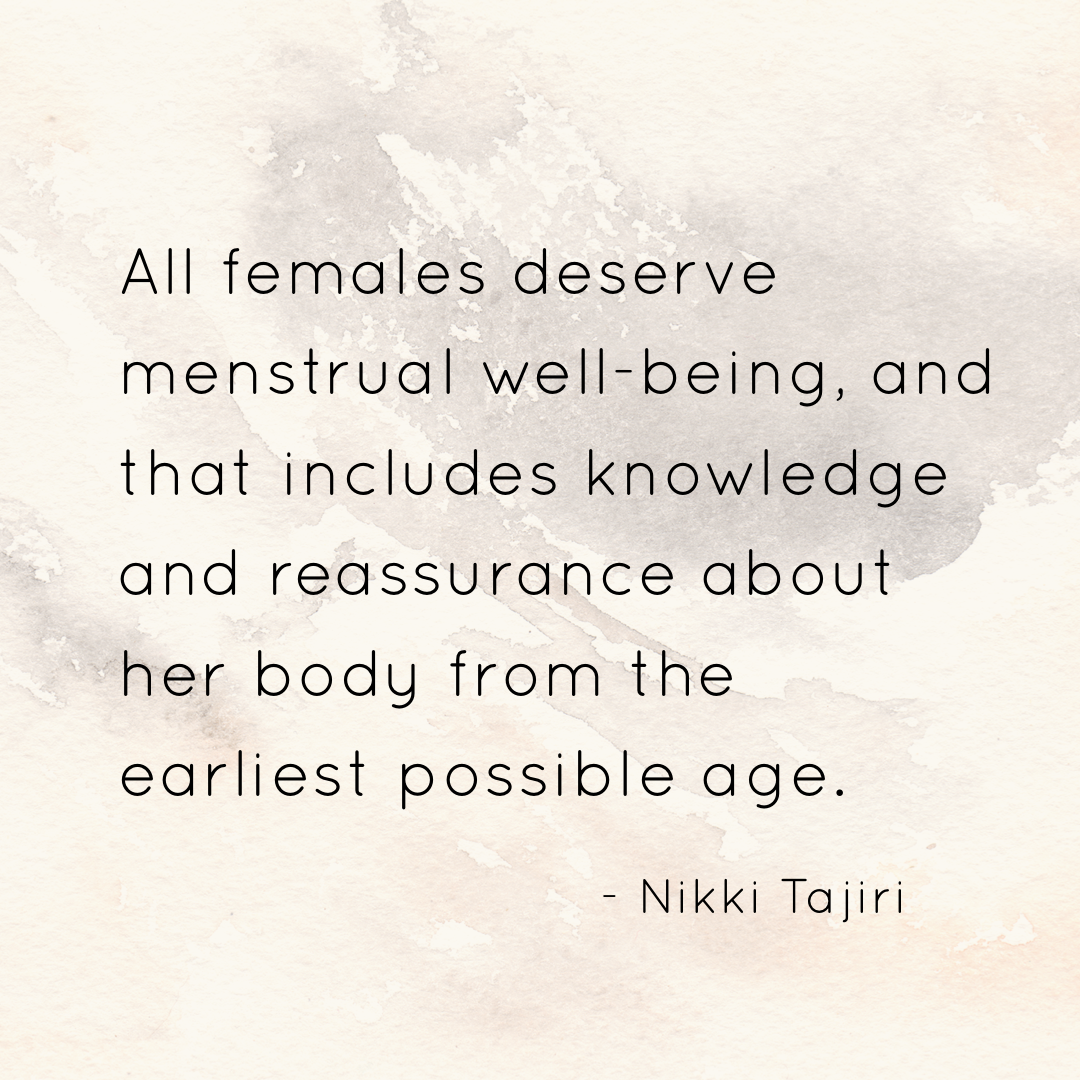 All females deserve
menstrual well-being, and
that includes knowledge
and reassurance about
her body from the
earliest possible age.
- Nikki Tajiri